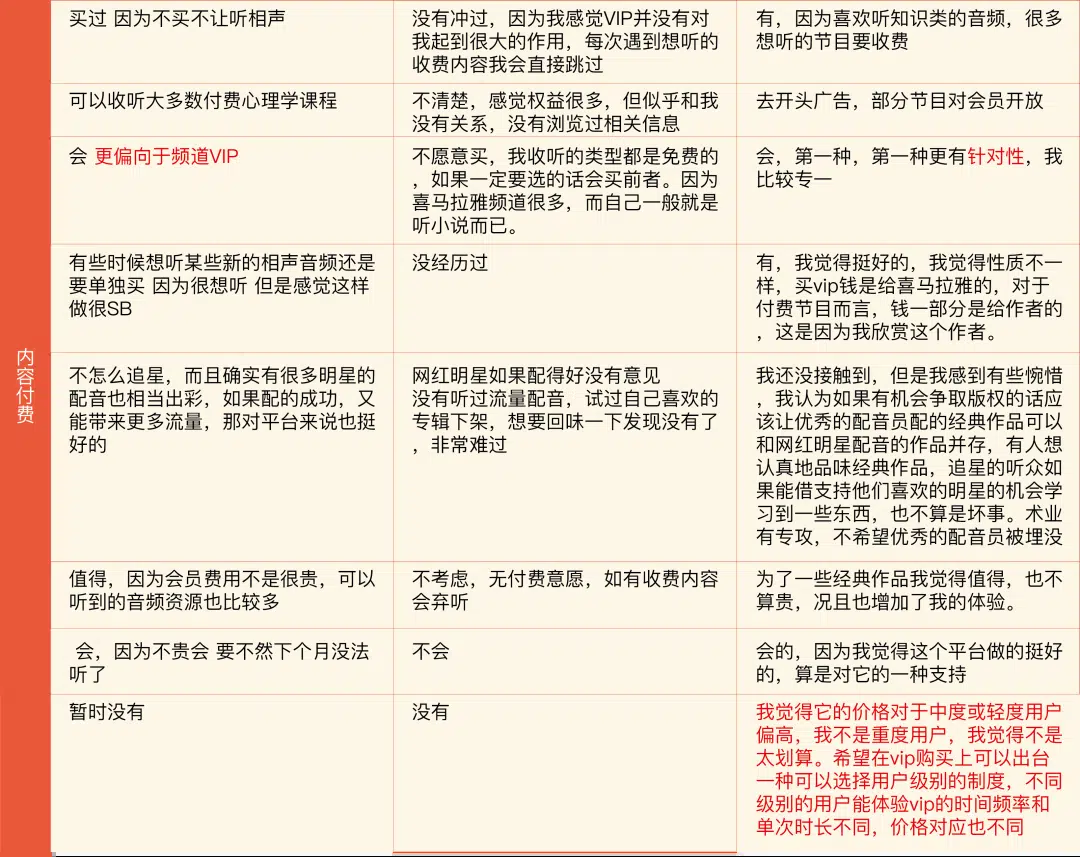 买过 因为不买不让听相声
没有冲过，因为我感觉VIP并没有对
我起到很大的作用，每次遇到想听的
收费内容我会直接跳过
有，因为喜欢听知识类的音频，很多
想听的节目要收费
可以收听大多数付费心理学课程
不清楚，感觉权益很多，但似乎和我
没有关系，没有浏览过相关信息
去开头广告，部分节目对会员开放
会 更偏向于频道VIP
不愿意买，我收听的类型都是免费的
，如果一定要选的话会买前者。因为
喜马拉雅频道很多，而自己一般就是
听小说而已。
会，第一种，第一种更有针对性，我
比较专一
有些时候想听某些新的相声音频还是
要单独买 因为很想听 但是感觉这样
做很SB
没经历过
有，我觉得挺好的，我觉得性质不一
样，买vip钱是给喜马拉雅的，对于
付费节目而言，钱一部分是给作者的
，这是因为我欣赏这个作者。
内容付费
不怎么追星，而且确实有很多明星的
配音也相当出彩，如果配的成功，又
能带来更多流量，那对平台来说也挺
好的
网红明星如果配得好没有意见
没有听过流量配音，试过自己喜欢的
专辑下架，想要回味一下发现没有了
，非常难过
我还没接触到，但是我感到有些惋惜
，我认为如果有机会争取版权的话应
该让优秀的配音员配的经典作品可以
和网红明星配音的作品并存，有人想
认真地品味经典作品，追星的听众如
果能借支持他们喜欢的明星的机会学
习到一些东西，也不算是坏事。术业
有专攻，不希望优秀的配音员被埋没
值得，因为会员费用不是很贵，可以
听到的音频资源也比较多
不考虑，无付费意愿，如有收费内容
会弃听
为了一些经典作品我觉得值得，也不
算贵，况且也增加了我的体验。
会，因为不贵会 要不然下个月没法
听了
不会
会的，因为我觉得这个平台做的挺好
的，算是对它的一种支持
暂时没有
没有
我觉得它的价格对于中度或轻度用户
偏高，我不是重度用户，我觉得不是
太划算。希望在vip购买上可以出台
一种可以选择用户级别的制度，不同
级别的用户能体验vip的时间频率和
单次时长不同，价格对应也不同